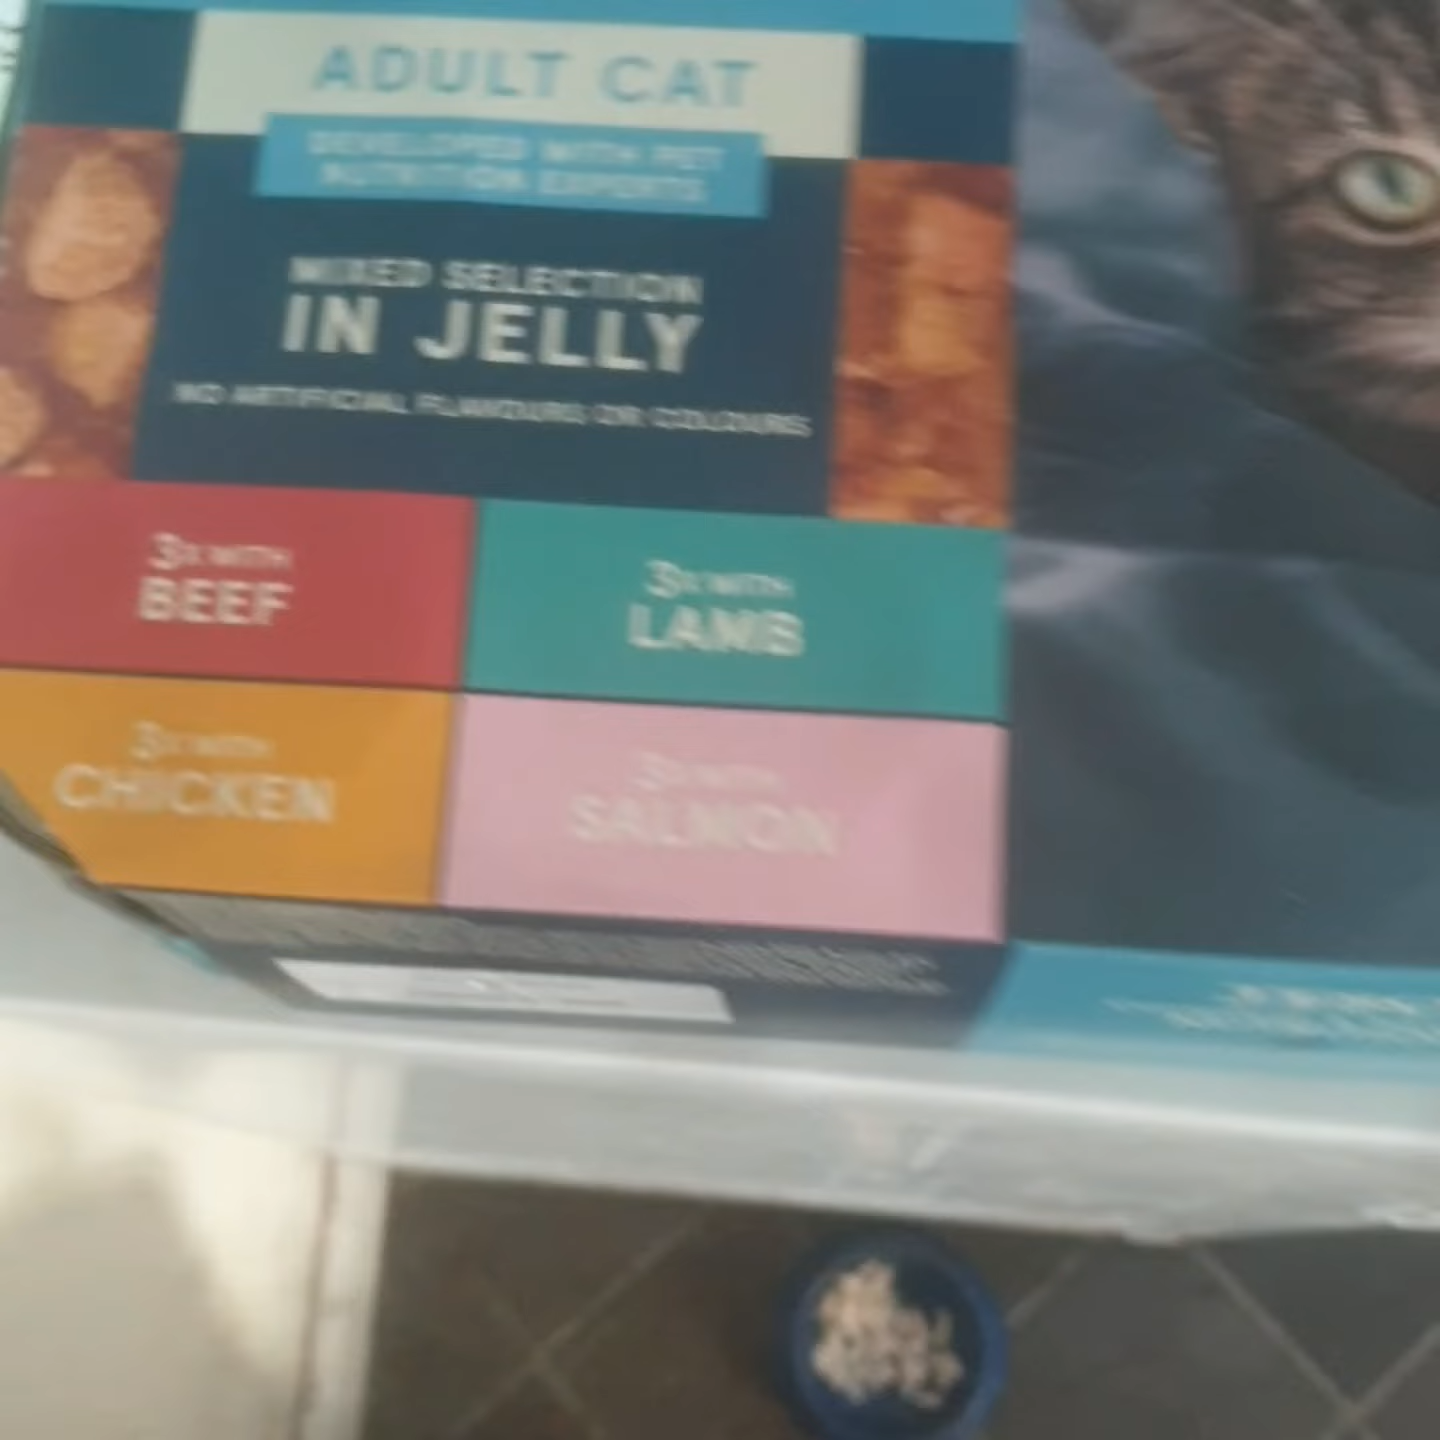 ADULT CAT
DEVELOPED WITH PET
NUTRITION EXPERTS
MIXED SELECTION
IN JELLY
NO ARTIFICIAL FLAVOURS OR COLOURS
3x WITH
BEEF
3x WITH
LAMB
3x WITH
CHICKEN
3x WITH
SALMON